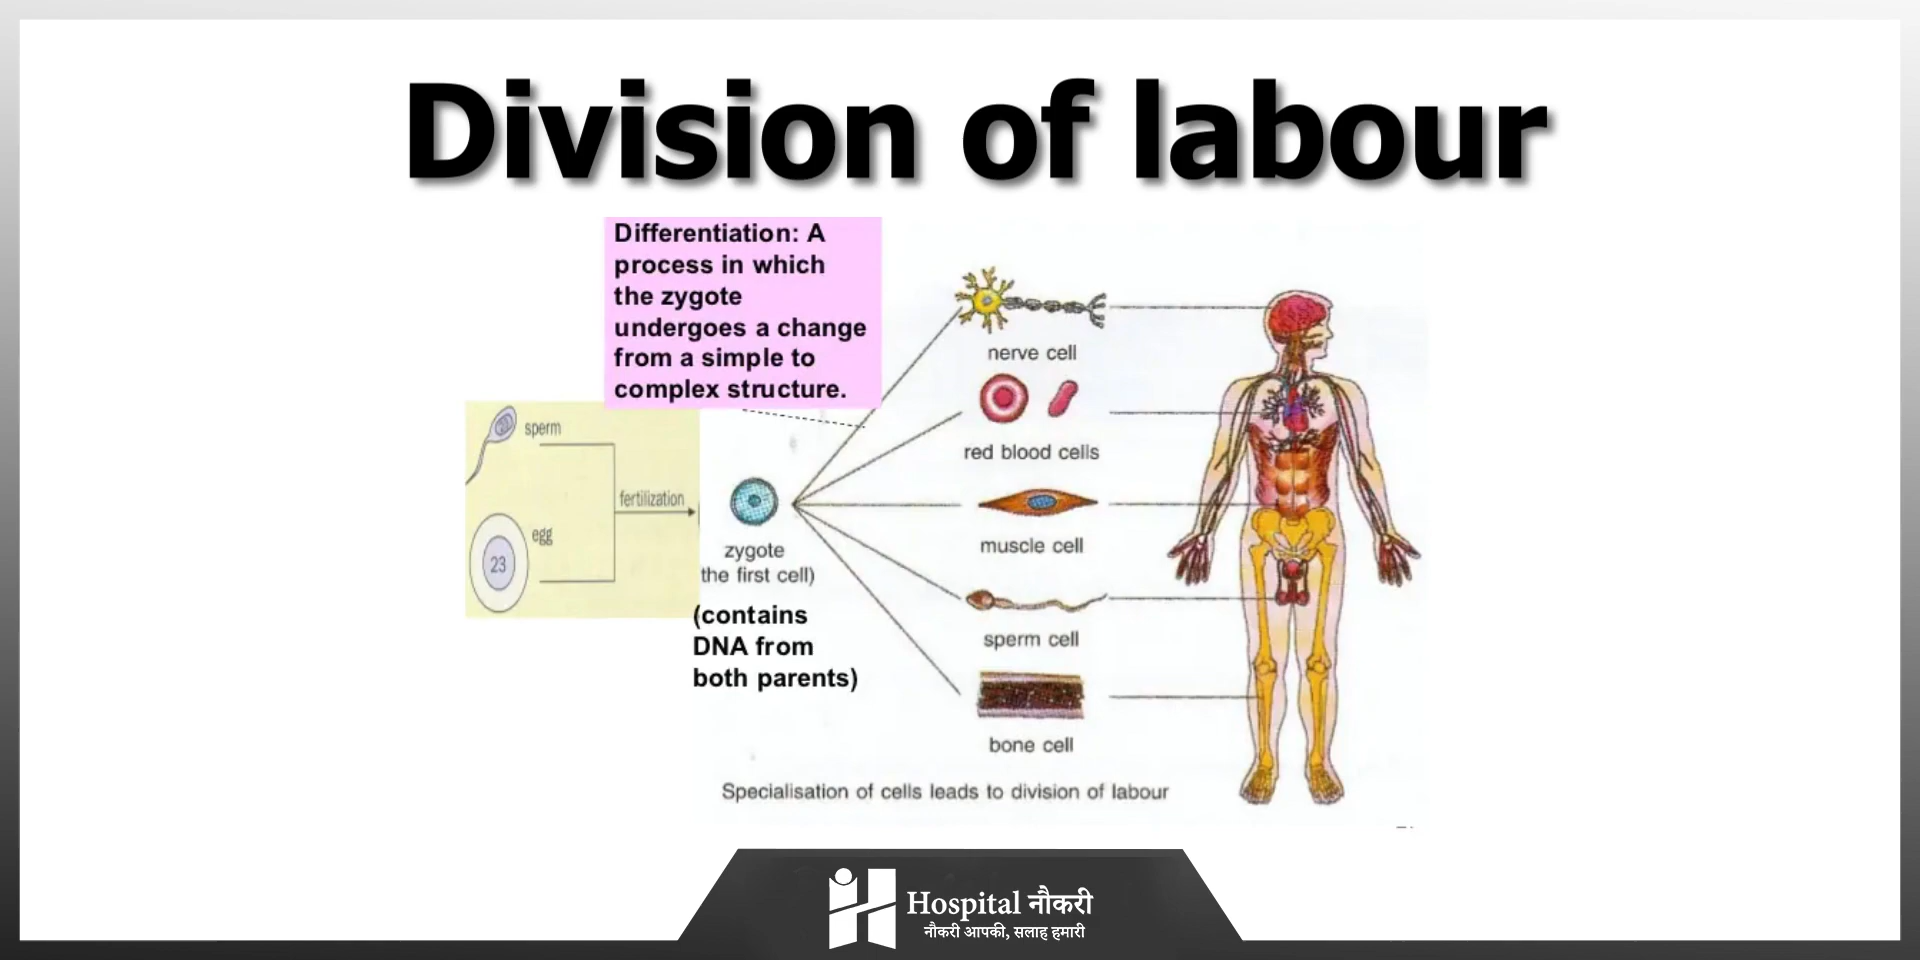 Division of labour
Differentiation: A
process in which
the zygote
undergoes a change
from a simple to
complex structure.
sperm
fertilization
egg
23
zygote
the first cell)
(contains
DNA from
both parents)
nerve cell
red blood cells
muscle cell
sperm cell
bone cell
Specialisation of cells leads to division of labour
Hospital नौकरी
नौकरी आपकी, सलाह हमारी